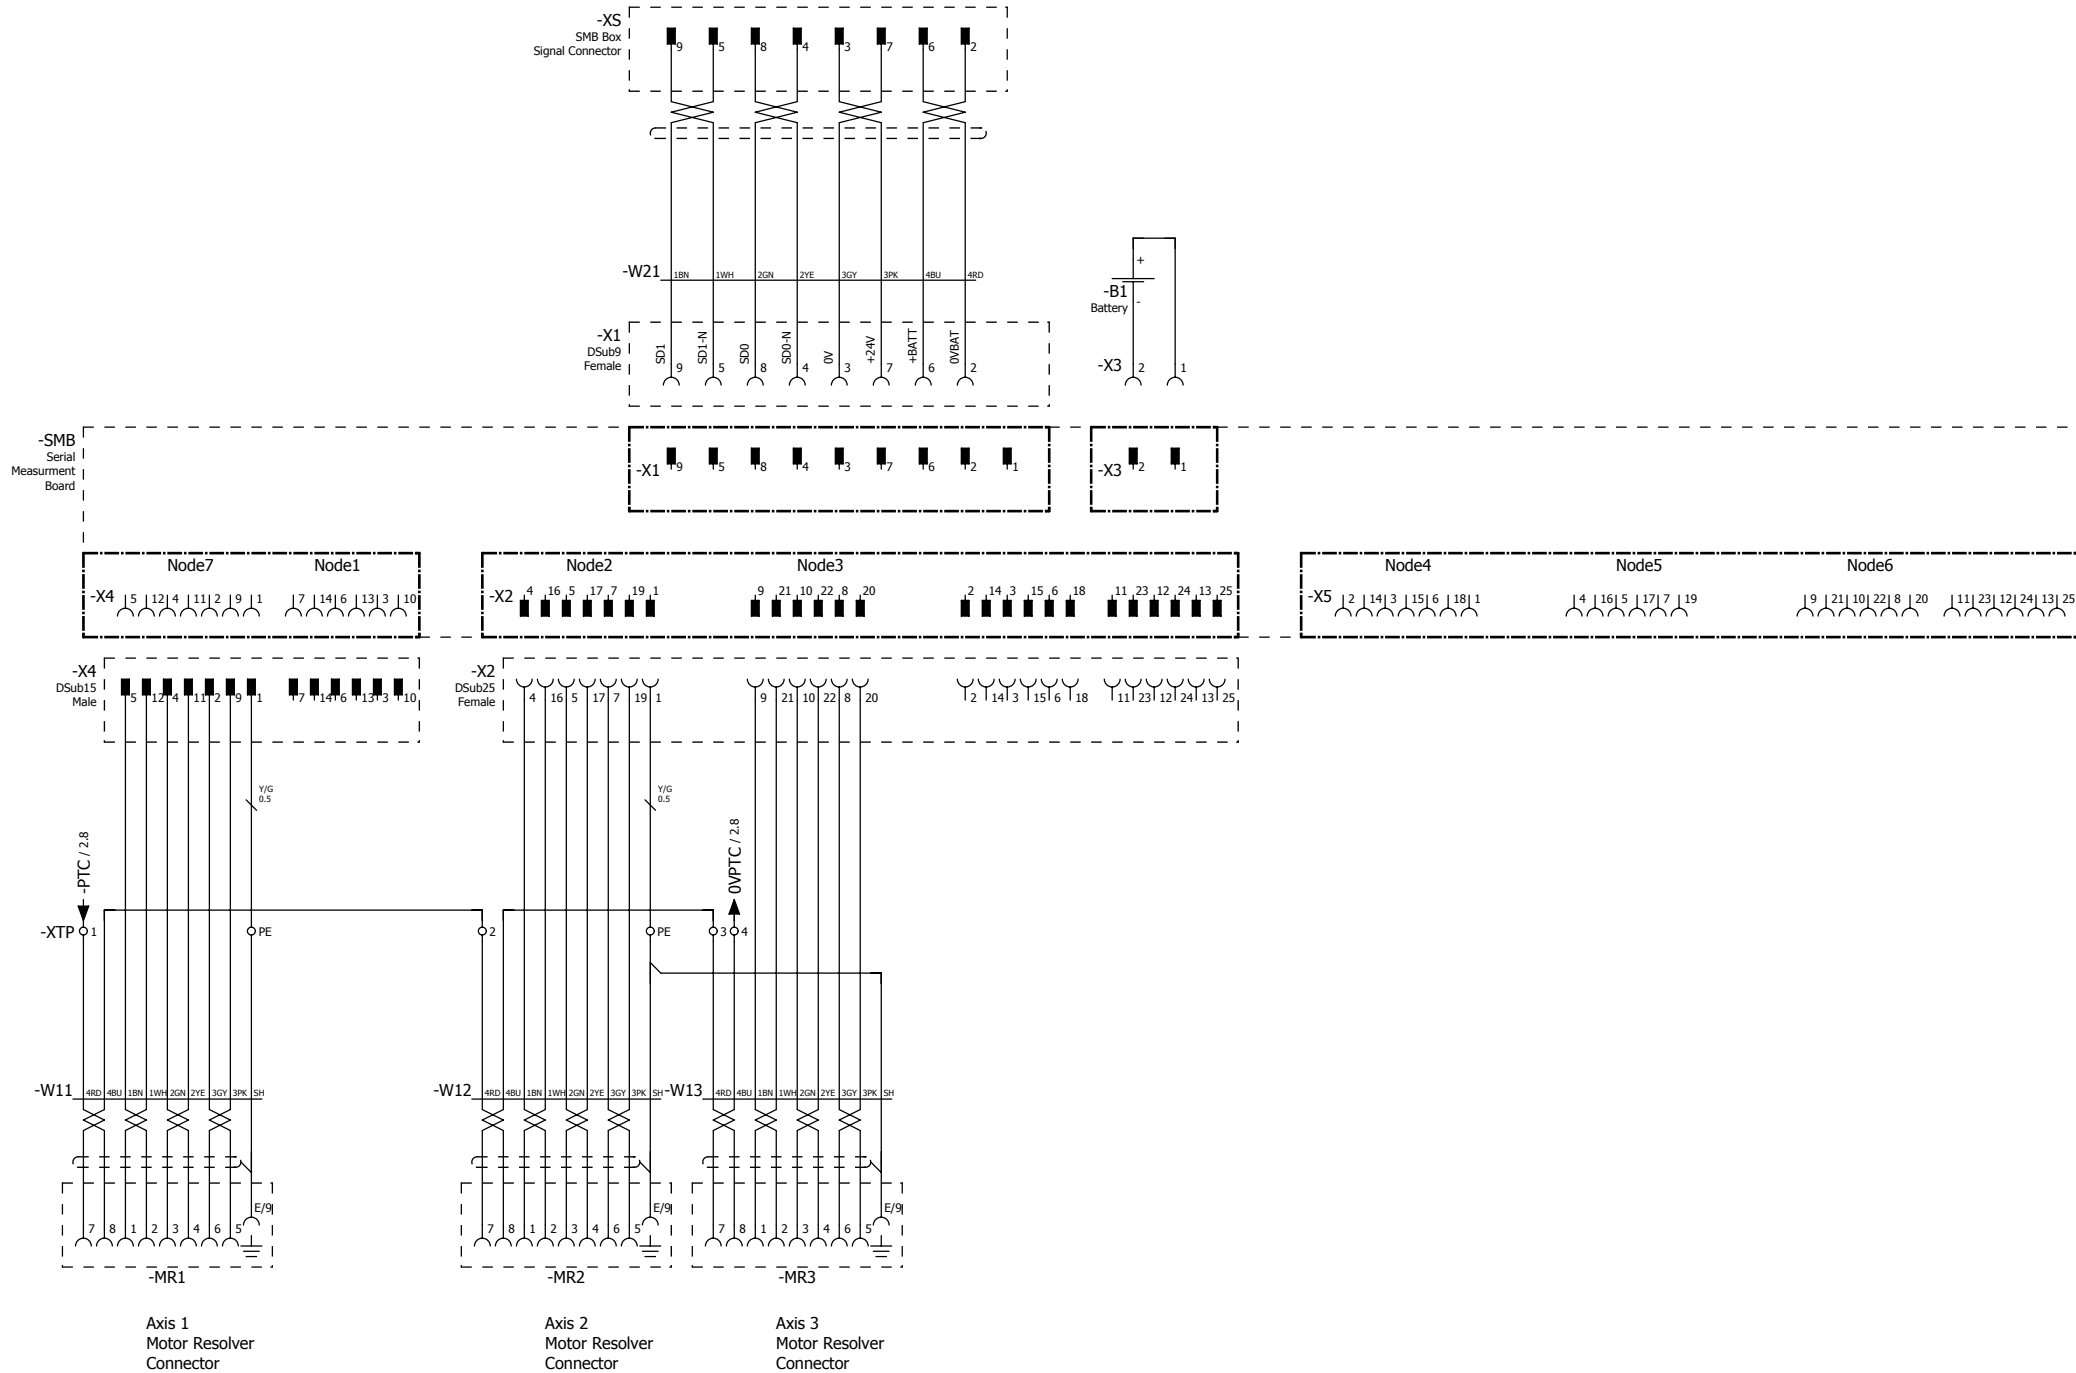 -XS
SMB Box
Signal Connector
9 5 8 4 3 7 6 2
-W21 1BN 1WH 2GN 2YE 3GY 3PK 4BU 4RD
+
-B1
Battery
-
-X1
DSub9
Female
SD1 SD1-N SD0 SD0-N 0V +24V +BATT 0VBAT
9 5 8 4 3 7 6 2
-X3 2 1
-SMB
Serial
Measurment
Board
-X1 9 5 8 4 3 7 6 2 1
-X3 2 1
Node7 Node1
-X4 5 12 4 11 2 9 1 7 14 6 13 3 10
Node2 Node3
-X2 4 16 5 17 7 19 1 9 21 10 22 8 20 2 14 3 15 6 18 11 23 12 24 13 25
Node4 Node5 Node6
-X5 2 14 3 15 6 18 1 4 16 5 17 7 19 9 21 10 22 8 20 11 23 12 24 13 25
-X4
DSub15
Male
5 12 4 11 2 9 1 7 14 6 13 3 10
-X2
DSub25
Female
4 16 5 17 7 19 1 9 21 10 22 8 20 2 14 3 15 6 18 11 23 12 24 13 25
Y/G
0.5
Y/G
0.5
-PTC / 2.8
0VPTC / 2.8
-XTP 1 PE 2 PE 3 4
-W11 4RD 4BU 1BN 1WH 2GN 2YE 3GY 3PK SH
-W12 4RD 4BU 1BN 1WH 2GN 2YE 3GY 3PK SH
-W13 4RD 4BU 1BN 1WH 2GN 2YE 3GY 3PK SH
E/9 E/9 E/9
7 8 1 2 3 4 6 5
7 8 1 2 3 4 6 5
7 8 1 2 3 4 6 5
-MR1 -MR2 -MR3
Axis 1
Motor Resolver
Connector
Axis 2
Motor Resolver
Connector
Axis 3
Motor Resolver
Connector